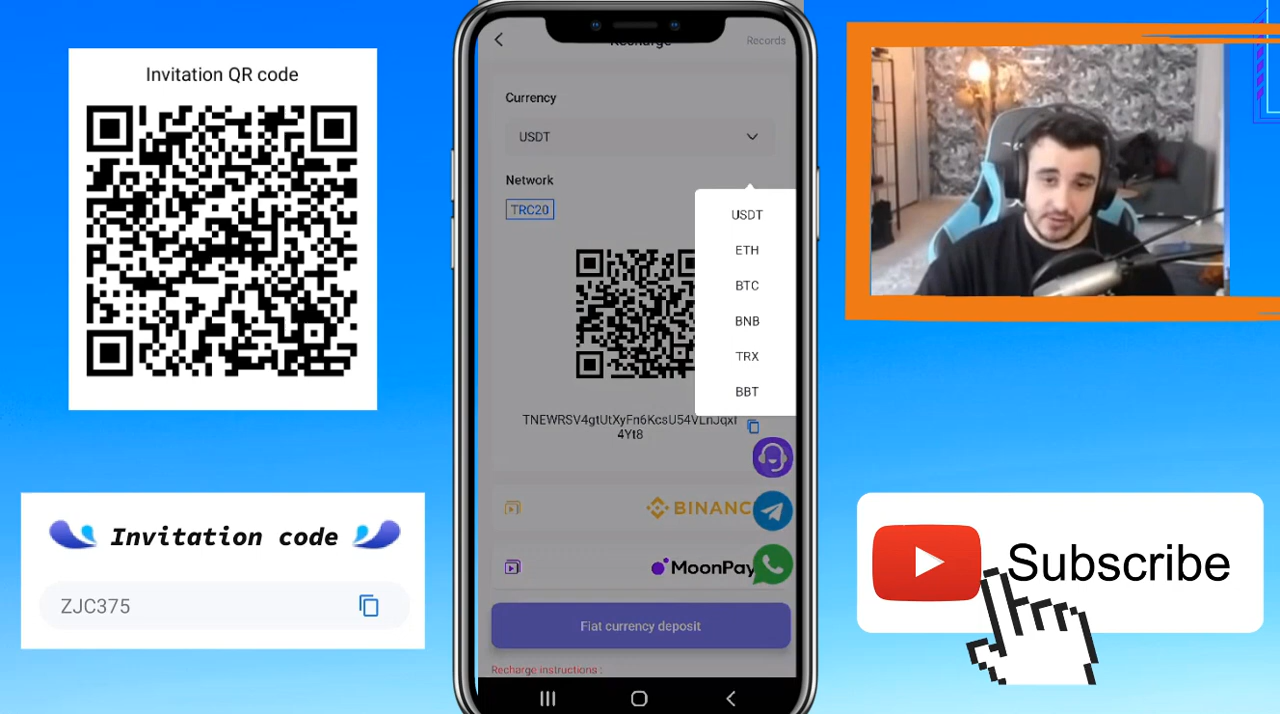 Invitation QR code
Invitation code
ZJC375
Recharge
Records
Currency
USDT
Network
TRC20
USDT
ETH
BTC
BNB
TRX
BBT
4Yt8
BINANC
MoonPay
Fiat currency deposit
Recharge instructions :
Subscribe